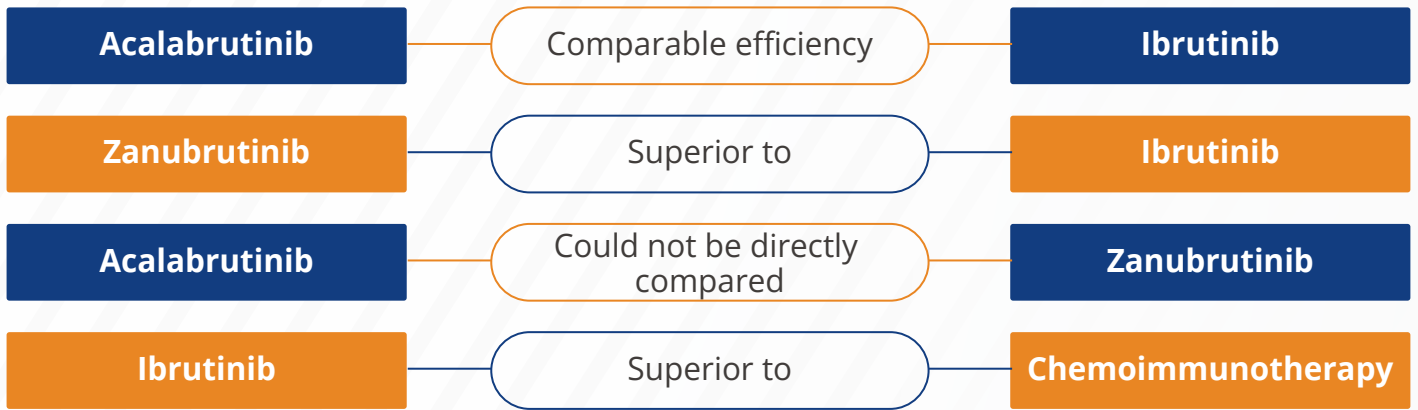 Acalabrutinib Comparable efficiency Ibrutinib
Zanubrutinib Superior to Ibrutinib
Acalabrutinib Could not be directly compared Zanubrutinib
Ibrutinib Superior to Chemoimmunotherapy